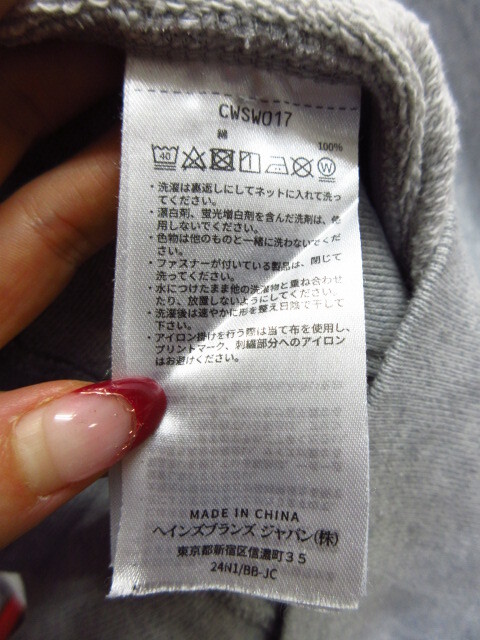 CWSW017
綿 100%
40
W
・洗濯は裏返しにしてネットに入れて洗っ
てください。
・漂白剤、蛍光増白剤を含んだ洗剤は、使
用しないでください。
・色物は他のものと一緒に洗わないでくだ
さい。
・ファスナーが付いている製品は、閉じて
洗ってください。
・水につけたまま他の洗濯物と重ね合わせ
たり、放置しないようにしてください。
・洗濯後は速やかに形を整え日陰で干して
下さい。
・アイロン掛けを行う際は当て布を使用し、
プリントマーク、刺繍部分へのアイロン
はお避けください。
MADE IN CHINA
ヘインズブランズ ジャパン(株)
東京都新宿区信濃町35
24N1/BB-JC